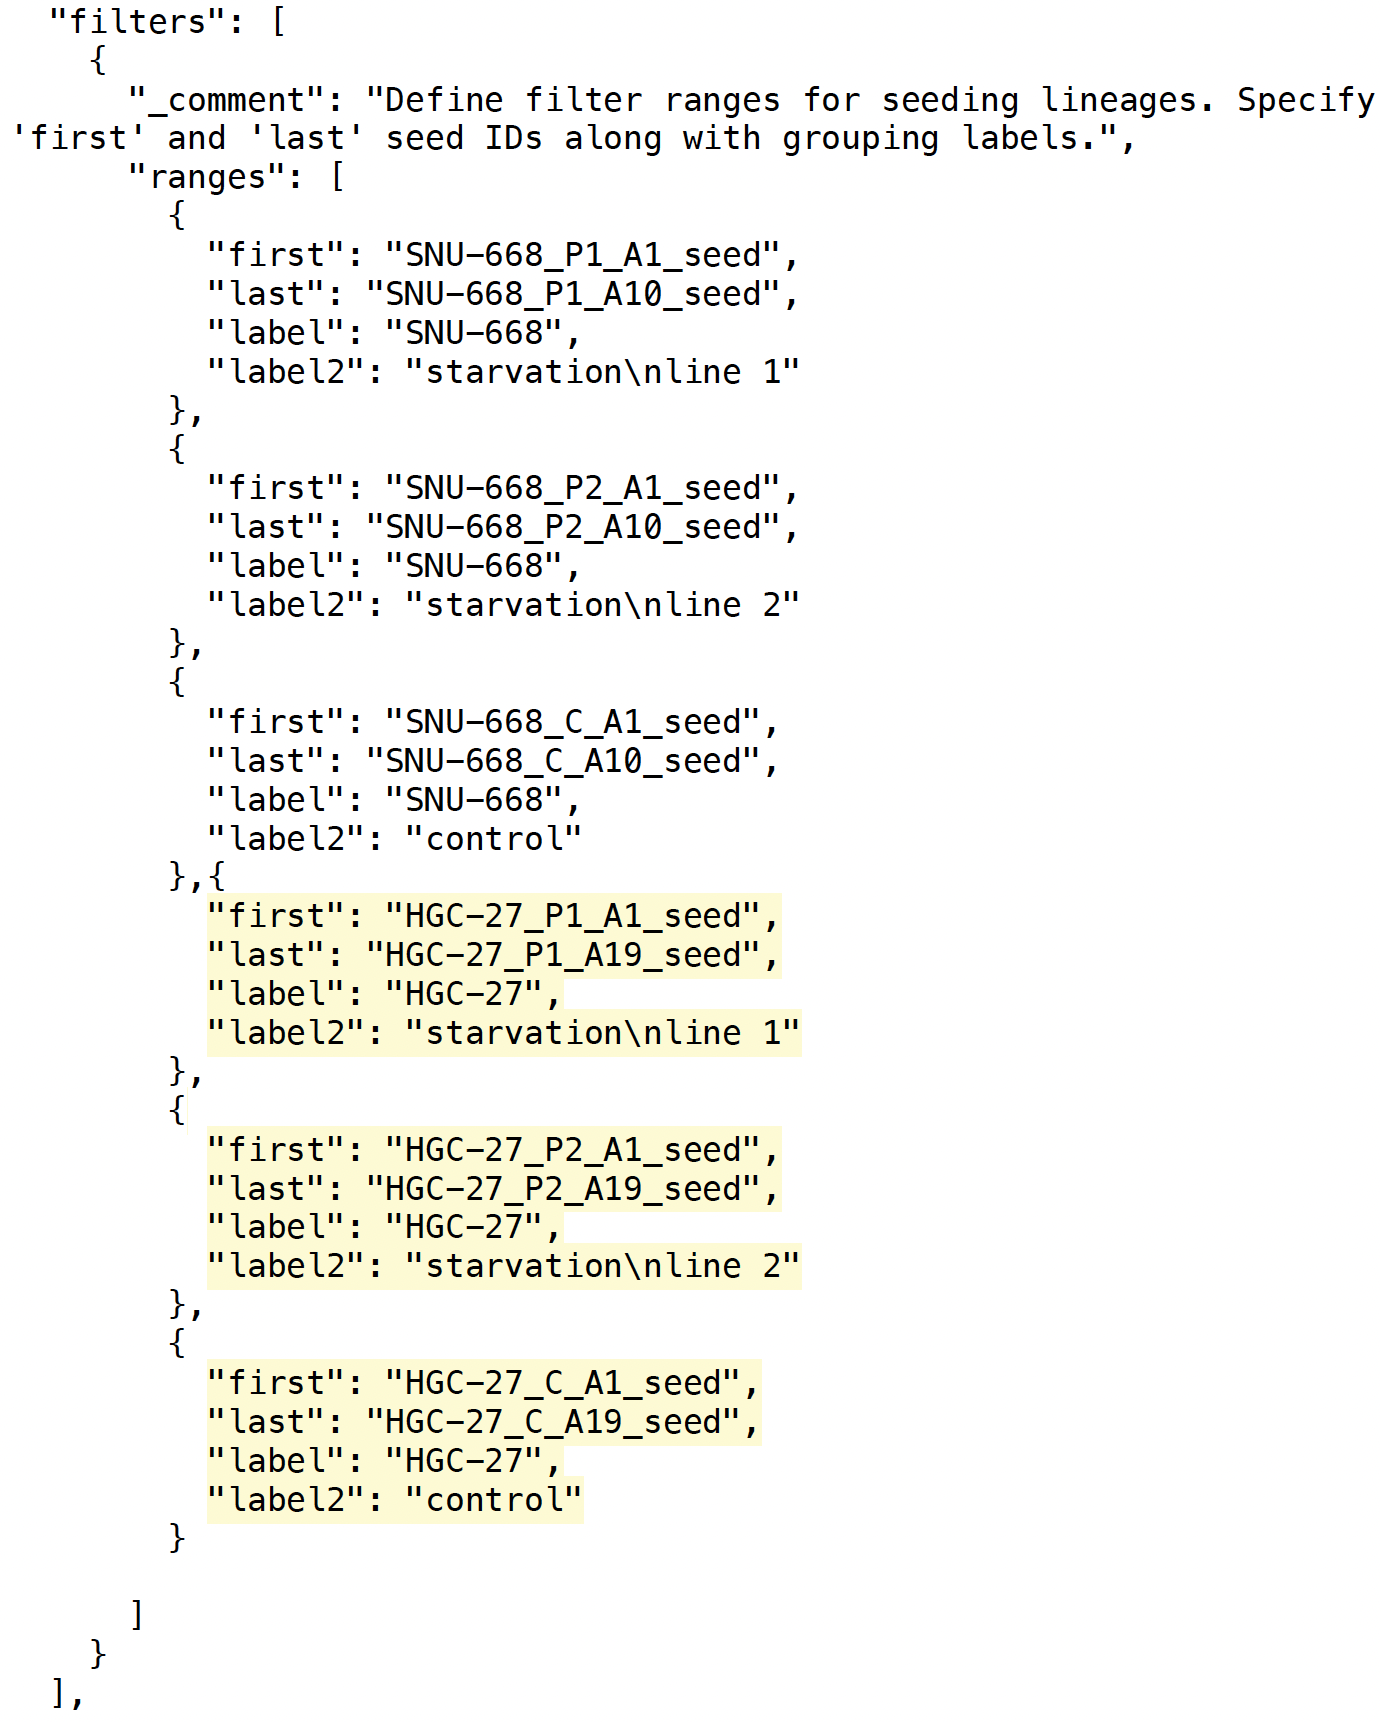 "filters": [
{
"_comment": "Define filter ranges for seeding lineages. Specify
'first' and 'last' seed IDs along with grouping labels.",
"ranges": [
{
"first": "SNU-668_P1_A1_seed",
"last": "SNU-668_P1_A10_seed",
"label": "SNU-668",
"label2": "starvation\nline 1"
},
{
"first": "SNU-668_P2_A1_seed",
"last": "SNU-668_P2_A10_seed",
"label": "SNU-668",
"label2": "starvation\nline 2"
},
{
"first": "SNU-668_C_A1_seed",
"last": "SNU-668_C_A10_seed",
"label": "SNU-668",
"label2": "control"
},{
"first": "HGC-27_P1_A1_seed",
"last": "HGC-27_P1_A19_seed",
"label": "HGC-27",
"label2": "starvation\nline 1"
},
{
"first": "HGC-27_P2_A1_seed",
"last": "HGC-27_P2_A19_seed",
"label": "HGC-27",
"label2": "starvation\nline 2"
},
{
"first": "HGC-27_C_A1_seed",
"last": "HGC-27_C_A19_seed",
"label": "HGC-27",
"label2": "control"
}
]
}
],